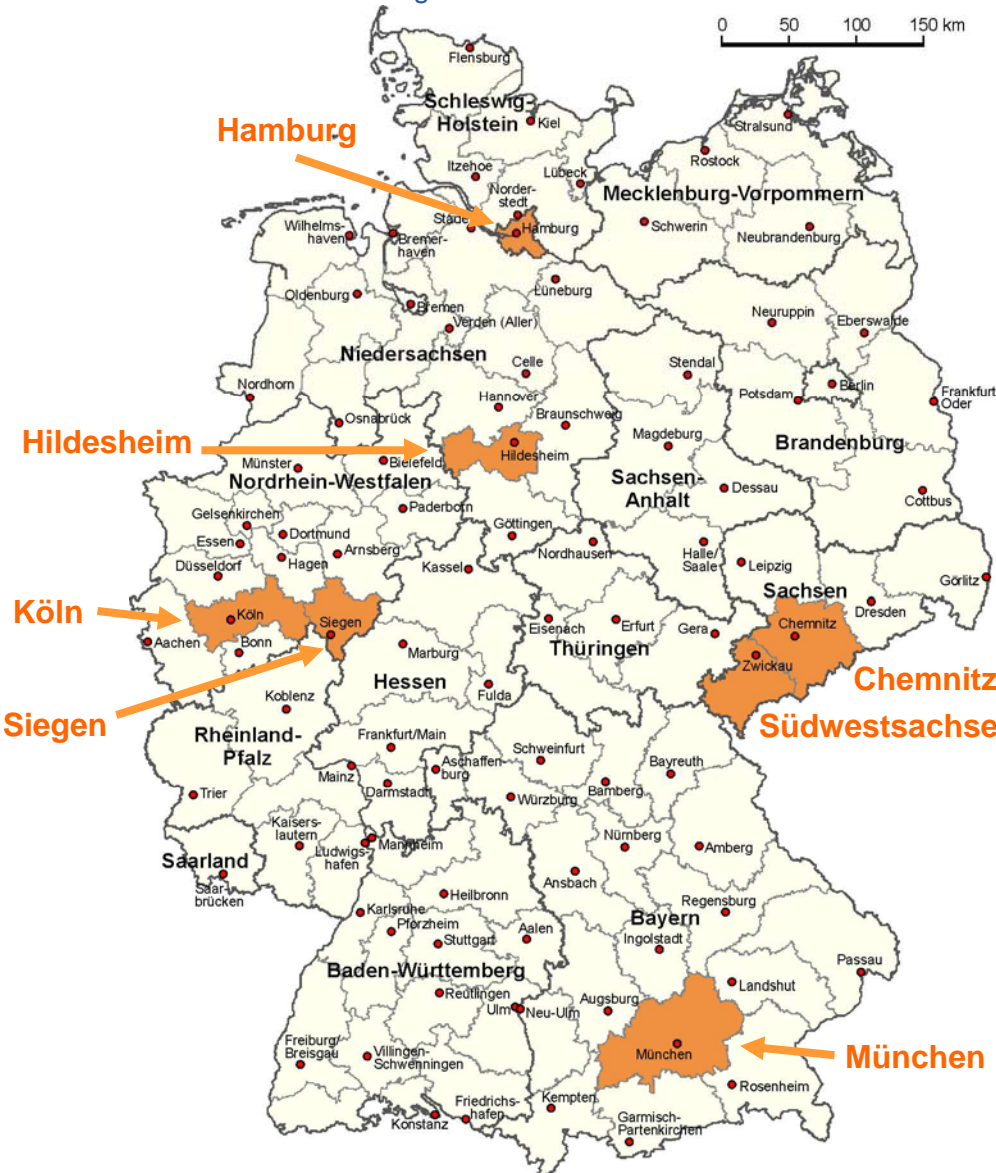 0 50 100 150 km
Flensburg
Schleswig-
Holstein
Kiel
Stralsund
Hamburg
Rostock
Itzehoe
Lübeck
Mecklenburg-Vorpommern
Norder-
stedt
Stade
Hamburg
Schwerin
Neubrandenburg
Wilhelms-
haven
Bremer-
haven
Lüneburg
Oldenburg
Bremen
Verden (Aller)
Neuruppin
Eberswalde
Niedersachsen
Celle
Stendal
Nordhorn
Hannover
Potsdam
Berlin
Frankfurt
Oder
Osnabrück
Braunschweig
Hildesheim
Magdeburg
Brandenburg
Münster
Bielefeld
Hildesheim
Nordrhein-Westfalen
Sachsen-
Anhalt
Dessau
Cottbus
Gelsenkirchen
Paderborn
Göttingen
Essen
Dortmund
Arnsberg
Nordhausen
Halle/
Saale
Leipzig
Düsseldorf
Hagen
Kassel
Görlitz
Sachsen
Köln
Köln
Siegen
Dresden
Aachen
Bonn
Marburg
Eisenach
Erfurt
Gera
Chemnitz
Thüringen
Zwickau
Hessen
Fulda
Chemnitz
Koblenz
Siegen
Südwestsachse
Rheinland-
Pfalz
Frankfurt/Main
Schweinfurt
Mainz
Aschaffen
burg
Bayreuth
Trier
Darmstadt
Würzburg
Bamberg
Kaisers-
lautern
Ludwigs-
hafen
Mannheim
Nürnberg
Amberg
Saarland
Saar-
brücken
Ansbach
Heilbronn
Regensburg
Karlsruhe
Pforzheim
Stuttgart
Aalen
Bayern
Ingolstadt
Passau
Baden-Württemberg
Landshut
Reutlingen
Ulm
Neu-Ulm
Augsburg
Freiburg/
Breisgau
Villingen-
Schwenningen
München
München
Rosenheim
Friedrichs-
hafen
Kempten
Konstanz
Garmisch-
Partenkirchen